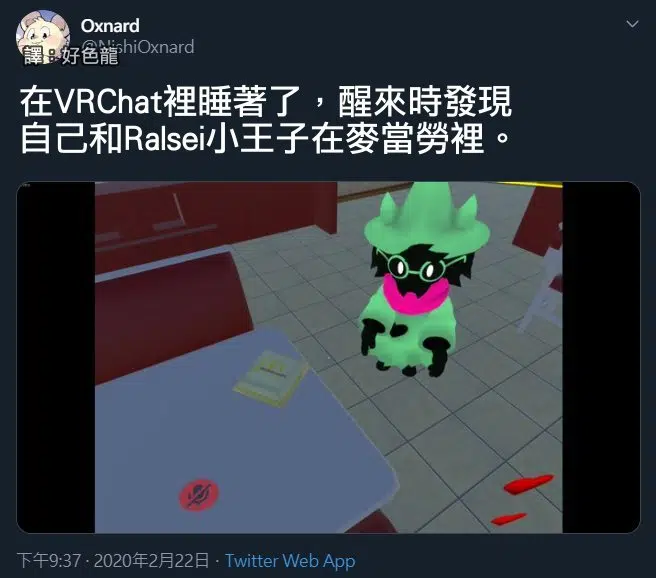 Oxnard
@NishiOxnard
譯：好色龍
在VRChat裡睡著了，醒來時發現
自己和Ralsei小王子在麥當勞裡。
下午9:37 · 2020年2月22日 · Twitter Web App